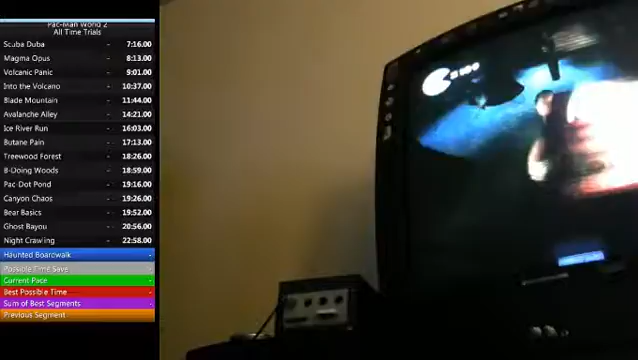 Pac-Man World 2
All Time Trials
Scuba Duba - 7:16.00
Magma Opus - 8:13.00
Volcanic Panic - 9:01.00
Into the Volcano - 10:37.00
Blade Mountain - 11:44.00
Avalanche Alley - 14:21.00
Ice River Run - 16:03.00
Butane Pain - 17:13.00
Treewood Forest - 18:26.00
B-Doing Woods - 18:59.00
Pac-Dot Pond - 19:16.00
Canyon Chaos - 19:26.00
Bear Basics - 19:52.00
Ghost Bayou - 20:56.00
Night Crawling - 22:58.00
Haunted Boardwalk -
Possible Time Save -
Current Pace -
Best Possible Time -
Sum of Best Segments -
Previous Segment -